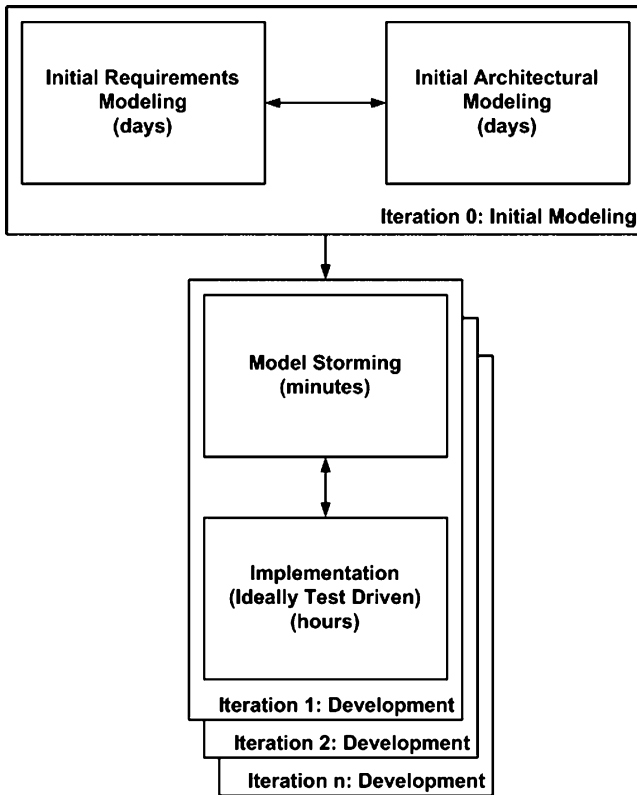 Initial Requirements
Modeling
(days)
Initial Architectural
Modeling
(days)
Iteration 0: Initial Modeling
Model Storming
(minutes)
Implementation
(Ideally Test Driven)
(hours)
Iteration 1: Development
Iteration 2: Development
Iteration n: Development